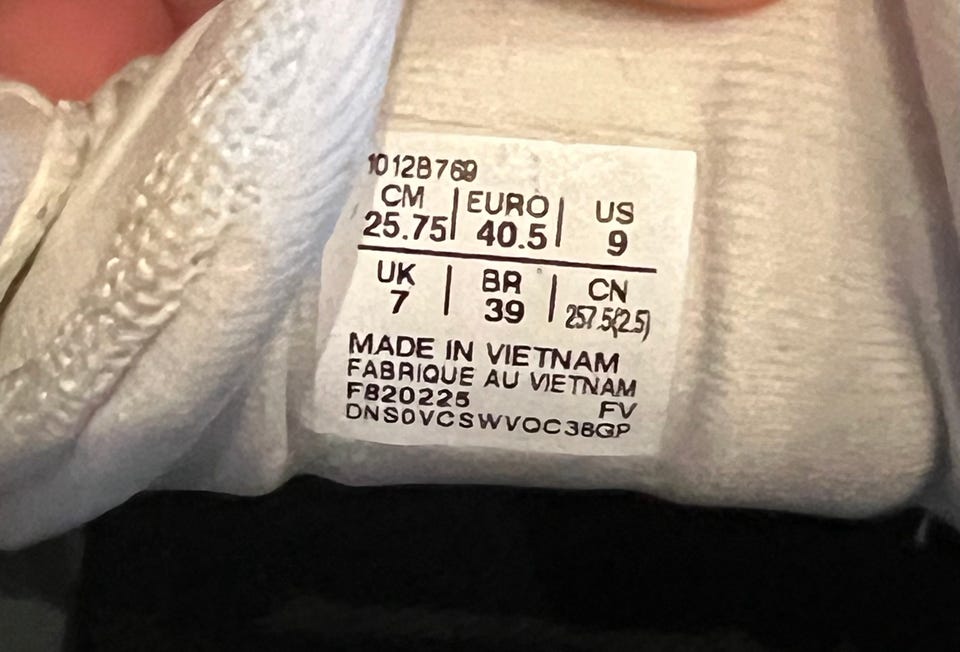 1012B769
CM EURO US
25.75 40.5 9
UK BR CN
7 39 257.5(2.5)
MADE IN VIETNAM
FABRIQUE AU VIETNAM
F820225 FV
DNS0VCSWVOC38GP